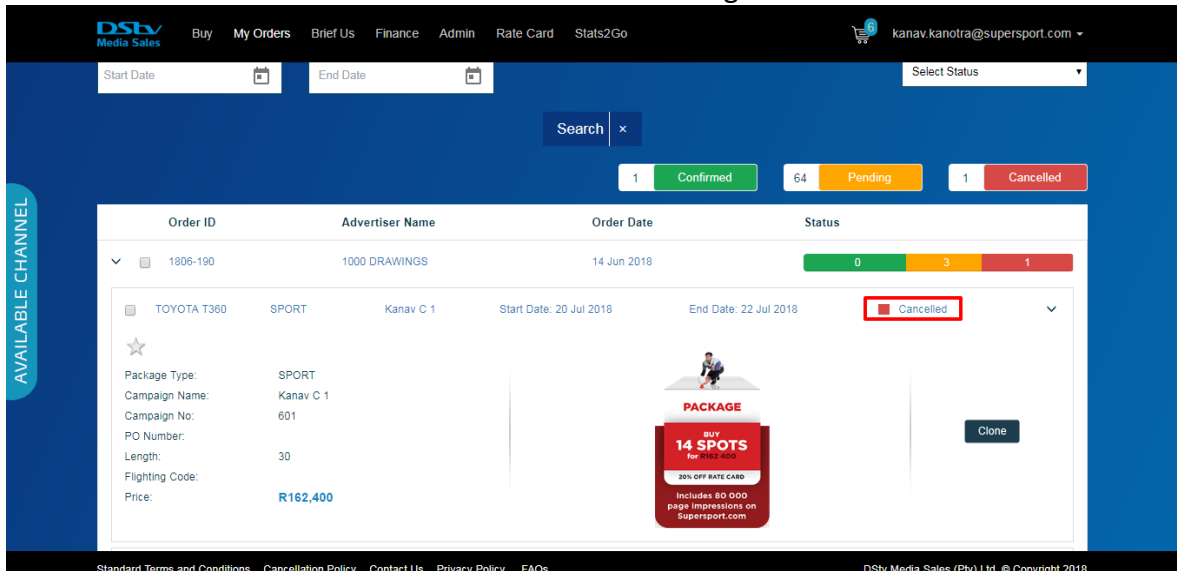 DStv
Media Sales
Buy My Orders Brief Us Finance Admin Rate Card Stats2Go
6
kanav.kanotra@supersport.com
Start Date
End Date
Select Status
Search ×
1 Confirmed 64 Pending 1 Cancelled
AVAILABLE CHANNEL
Order ID Advertiser Name Order Date Status
1806-190 1000 DRAWINGS 14 Jun 2018 0 3 1
TOYOTA T360 SPORT Kanav C 1 Start Date: 20 Jul 2018 End Date: 22 Jul 2018 Cancelled
Package Type: SPORT
Campaign Name: Kanav C 1
Campaign No: 601
PO Number:
Length: 30
Flighting Code:
Price: R162,400
PACKAGE
BUY
14 SPOTS
for R162 400
20% OFF RATE CARD
Includes 80 000
page impressions on
Supersport.com
Clone
Standard Terms and Conditions Cancellation Policy Contact Us Privacy Policy FAQs
DStv Media Sales (Pty) Ltd. © Copyright 2018